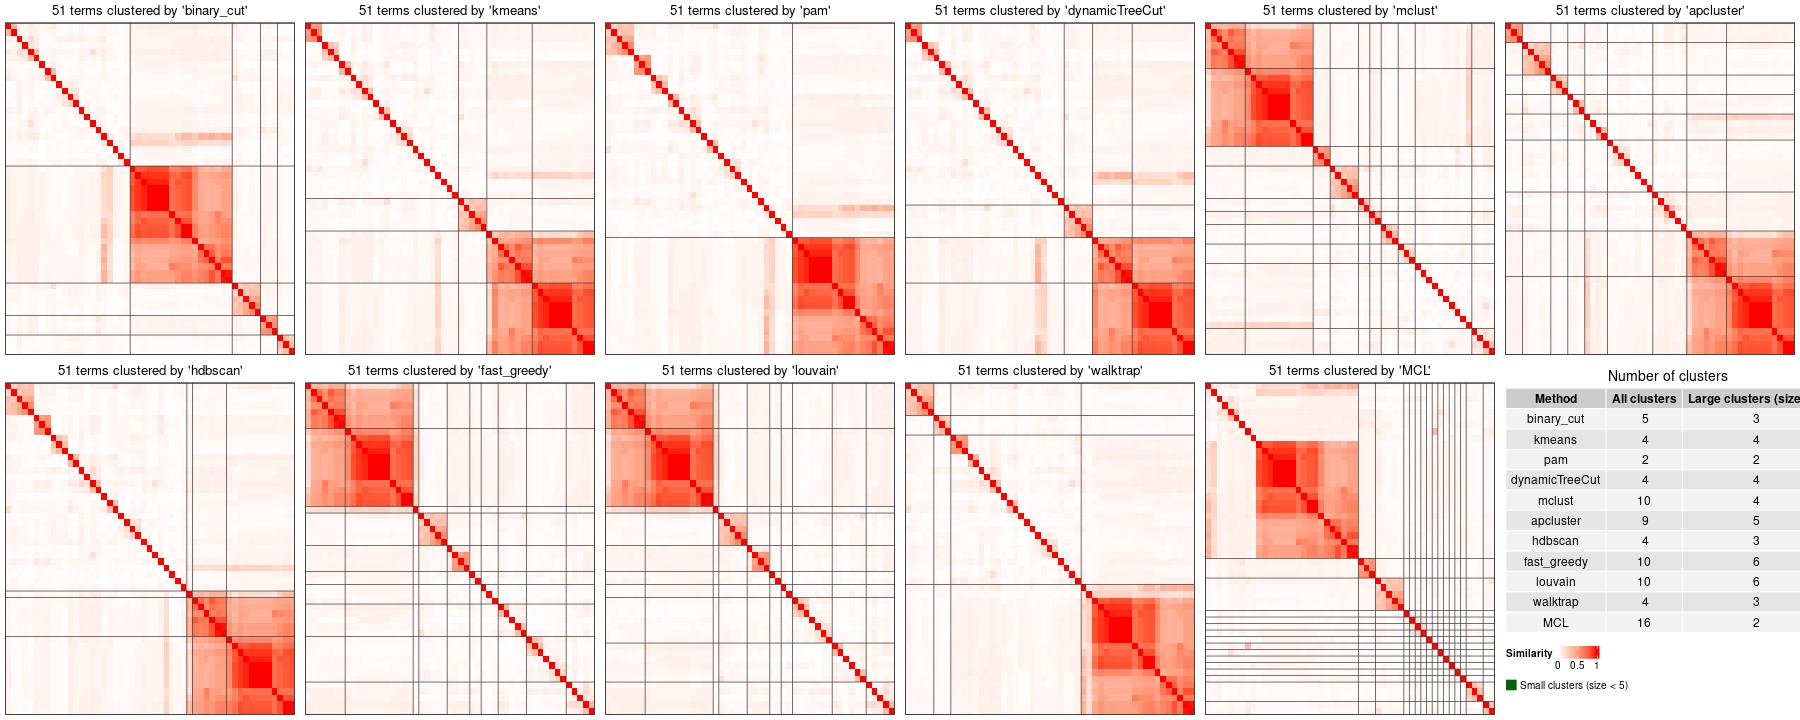 51 terms clustered by 'binary_cut'
51 terms clustered by 'kmeans'
51 terms clustered by 'pam'
51 terms clustered by 'dynamicTreeCut'
51 terms clustered by 'mclust'
51 terms clustered by 'apcluster'
51 terms clustered by 'hdbscan'
51 terms clustered by 'fast_greedy'
51 terms clustered by 'louvain'
51 terms clustered by 'walktrap'
51 terms clustered by 'MCL'
Number of clusters
Method All clusters Large clusters (size
binary_cut 5 3
kmeans 4 4
pam 2 2
dynamicTreeCut 4 4
mclust 10 4
apcluster 9 5
hdbscan 4 3
fast_greedy 10 6
louvain 10 6
walktrap 4 3
MCL 16 2
Similarity
0 0.5 1
Small clusters (size < 5)